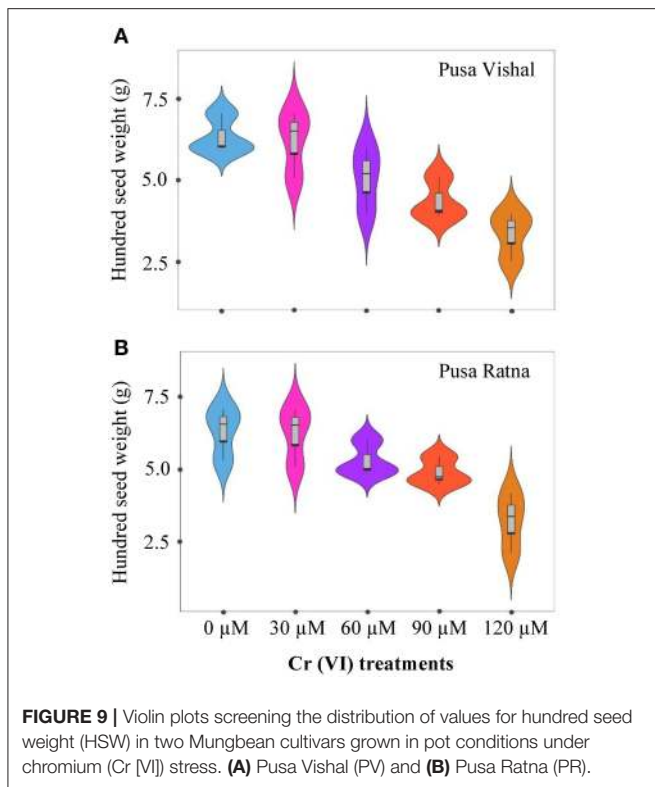 A
Pusa Vishal
Hundred seed weight (g)
7.5
5.0
2.5
B
Pusa Ratna
Hundred seed weight (g)
7.5
5.0
2.5
0 µM 30 µM 60 µM 90 µM 120 µM
Cr (VI) treatments
FIGURE 9 | Violin plots screening the distribution of values for hundred seed
weight (HSW) in two Mungbean cultivars grown in pot conditions under
chromium (Cr [VI]) stress. (A) Pusa Vishal (PV) and (B) Pusa Ratna (PR).